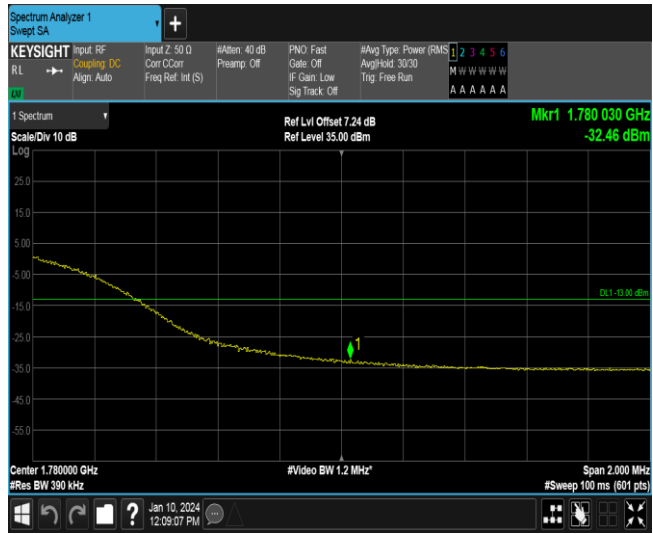 Spectrum Analyzer 1
Swept SA
+
KEYSIGHT Input: RF Input Z: 50 Ω #Atten: 40 dB PNO: Fast #Avg Type: Power (RMS 1 2 3 4 5 6
RL Coupling: DC Corr CCorr Preamp: Off Gate: Off Avg|Hold: 30/30 M W W W W W
Align: Auto Freq Ref: Int (S) IF Gain: Low Trig: Free Run
LXI Sig Track: Off A A A A A A
1 Spectrum Ref Lvl Offset 7.24 dB Mkr1 1.780 030 GHz
Scale/Div 10 dB Ref Level 35.00 dBm -32.46 dBm
Log
25.0
15.0
5.00
-5.00
DL1 -13.00 dBm
-15.0
-25.0
1
-35.0
-45.0
-55.0
Center 1.780000 GHz #Video BW 1.2 MHz* Span 2.000 MHz
#Res BW 390 kHz #Sweep 100 ms (601 pts)
? Jan 10, 2024
12:09:07 PM